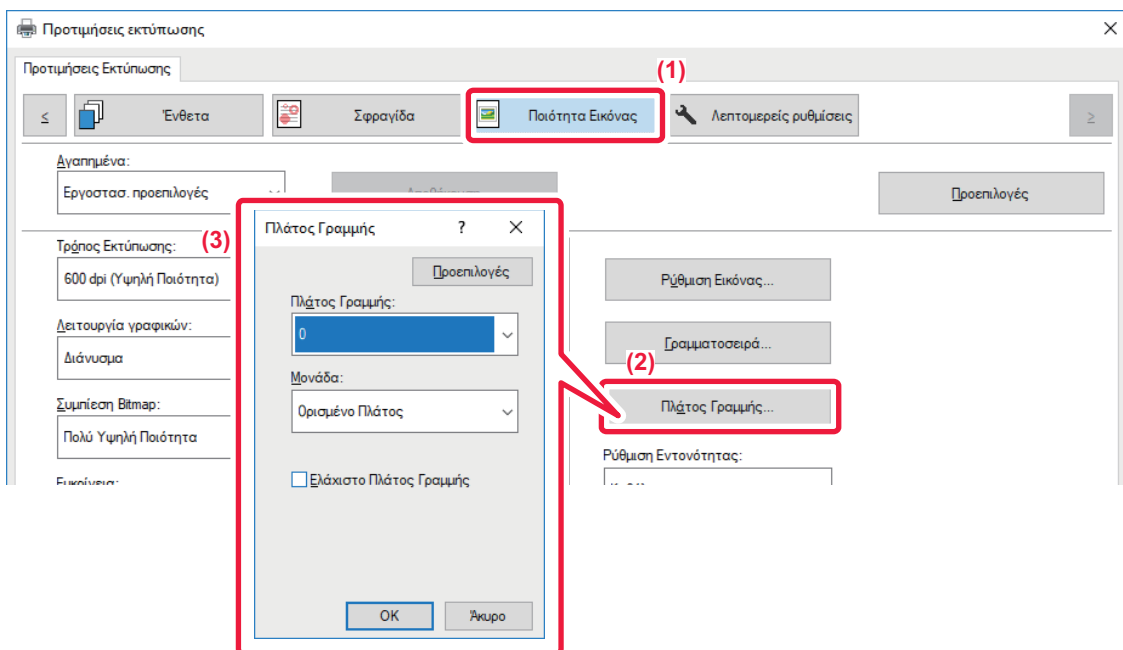 Προτιμήσεις εκτύπωσης
Προτιμήσεις Εκτύπωσης
(1)
< Ένθετα Σφραγίδα Ποιότητα Εικόνας Λεπτομερείς ρυθμίσεις >
Αγαπημένα:
Εργοστασ. προεπιλογές
Προεπιλογές
Τρόπος Εκτύπωσης:
600 dpi (Υψηλή Ποιότητα)
Λειτουργία γραφικών:
Διάνυσμα
Συμπίεση Bitmap:
Πολύ Υψηλή Ποιότητα
(3)
Πλάτος Γραμμής ?
Προεπιλογές
Πλάτος Γραμμής:
0
Μονάδα:
Ορισμένο Πλάτος
Ελάχιστο Πλάτος Γραμμής
OK Άκυρο
Ρύθμιση Εικόνας...
Γραμματοσειρά...
(2)
Πλάτος Γραμμής...
Ρύθμιση Εντονότητας: